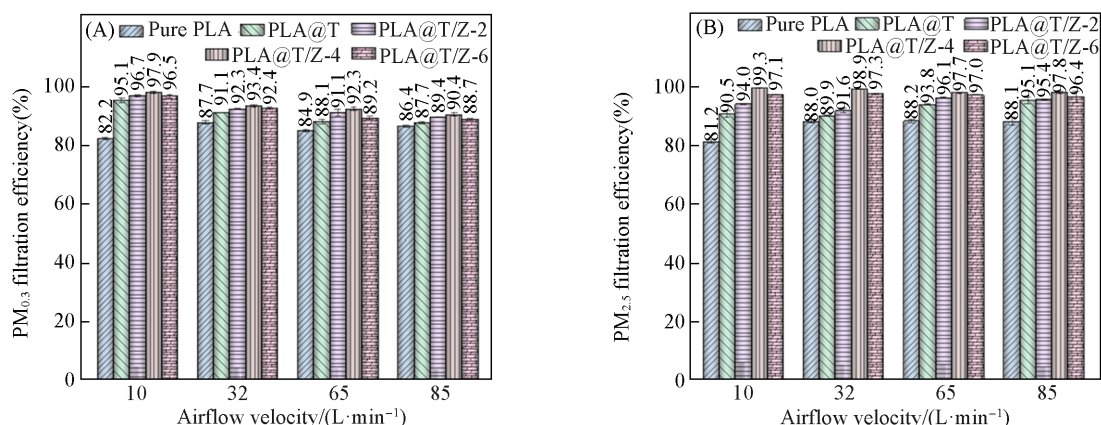 (A) Pure PLA PLA@T PLA@T/Z-2
PLA@T/Z-4 PLA@T/Z-6
PM0.3 filtration efficiency(%)
100
80
60
40
20
0
82.2 95.1 96.7 97.9 96.5
87.7 91.1 92.3 93.4 92.4
84.9 88.1 91.1 92.3 89.2
86.4 87.7 89.4 90.4 88.7
10 32 65 85
Airflow velocity/(L·min⁻¹)
(B) Pure PLA PLA@T PLA@T/Z-2
PLA@T/Z-4 PLA@T/Z-6
PM2.5 filtration efficiency(%)
100
80
60
40
20
0
81.2 90.5 94.0 99.3 97.1
88.0 89.9 91.6 98.9 97.3
88.2 93.8 96.1 97.7 97.0
88.1 95.1 95.4 97.8 96.4
10 32 65 85
Airflow velocity/(L·min⁻¹)